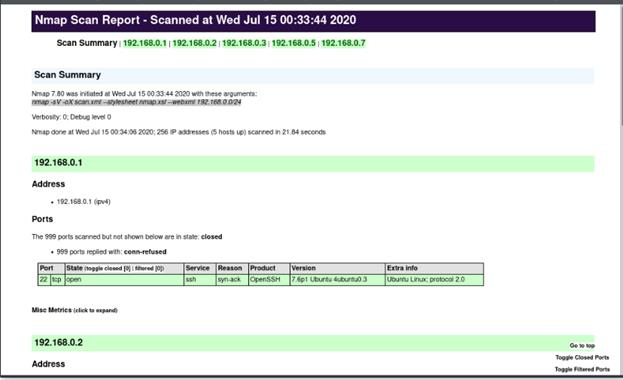 Nmap Scan Report - Scanned at Wed Jul 15 00:33:44 2020
Scan Summary | 192.168.0.1 | 192.168.0.2 | 192.168.0.3 | 192.168.0.5 | 192.168.0.7
Scan Summary
Nmap 7.80 was initiated at Wed Jul 15 00:33:44 2020 with these arguments:
nmap -sV -oX scan.xml --stylesheet nmap.xsl --webxml 192.168.0.0/24
Verbosity: 0; Debug level 0
Nmap done at Wed Jul 15 00:34:06 2020; 256 IP addresses (5 hosts up) scanned in 21.84 seconds
192.168.0.1
Address
• 192.168.0.1 (ipv4)
Ports
The 999 ports scanned but not shown below are in state: closed
• 999 ports replied with: conn-refused
Port State (toggle closed [0] | filtered [0]) Service Reason Product Version Extra info
22 tcp open ssh syn-ack OpenSSH 7.6p1 Ubuntu 4ubuntu0.3 Ubuntu Linux; protocol 2.0
Misc Metrics (click to expand)
192.168.0.2
Go to top
Toggle Closed Ports
Address
Toggle Filtered Ports